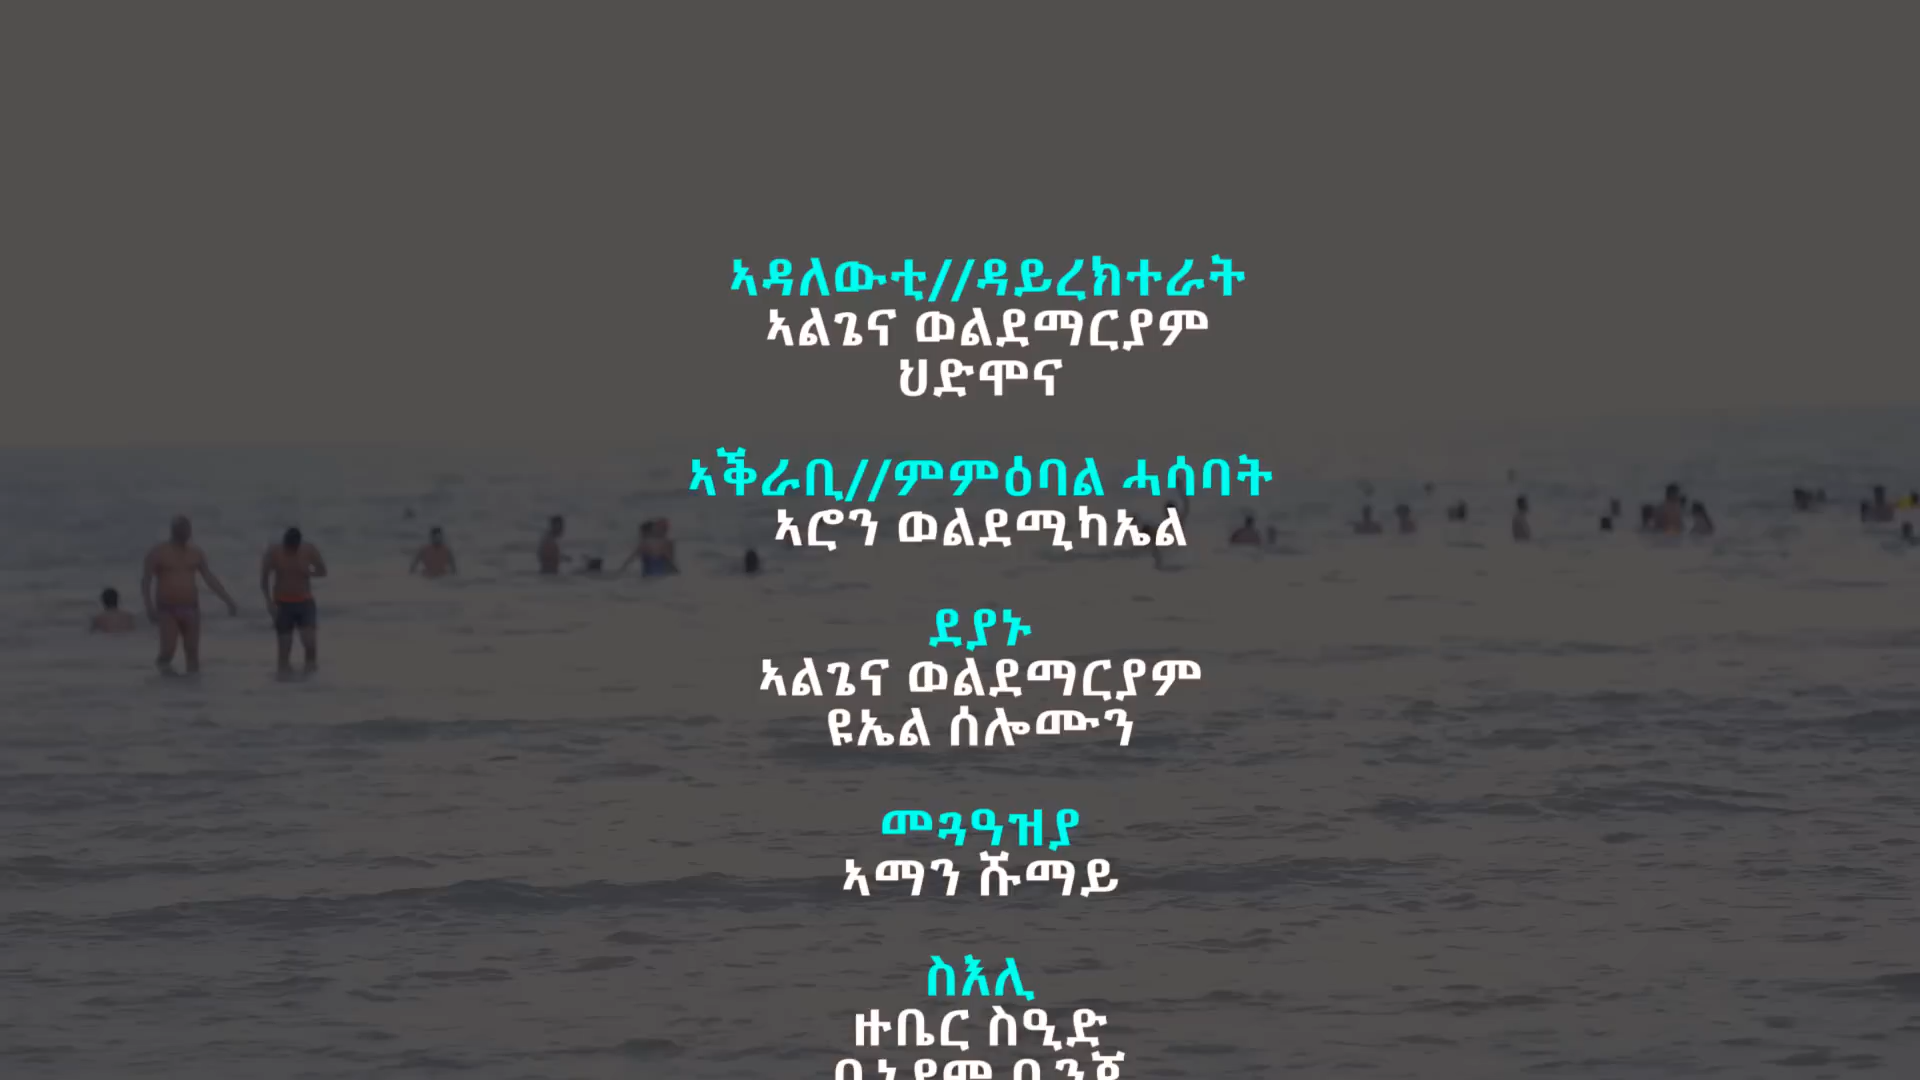 ኣዳለውቲ//ዳይረክተራት
ኣልጌና ወልደማርያም
ህድሞና
ኣቕራቢ//ምምዕባል ሓሳባት
ኣሮን ወልደሚካኤል
ደያኑ
ኣልጌና ወልደማርያም
ዩኤል ሰሎሙን
መጓዓዝያ
ኣማን ሹማይ
ስእሊ
ዙቤር ስዒድ